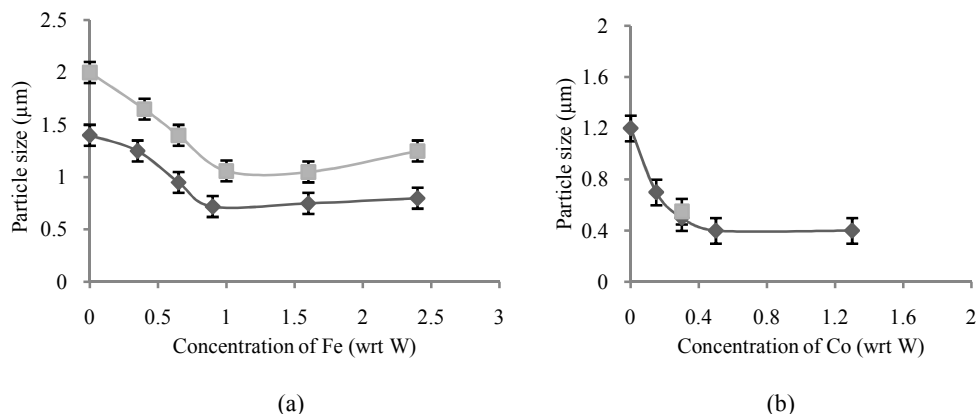 2.5
2
1.5
1
0.5
0
Particle size (µm)
0 0.5 1 1.5 2 2.5 3
Concentration of Fe (wrt W)
(a)
2
1.6
1.2
0.8
0.4
0
Particle size (µm)
0 0.4 0.8 1.2 1.6 2
Concentration of Co (wrt W)
(b)